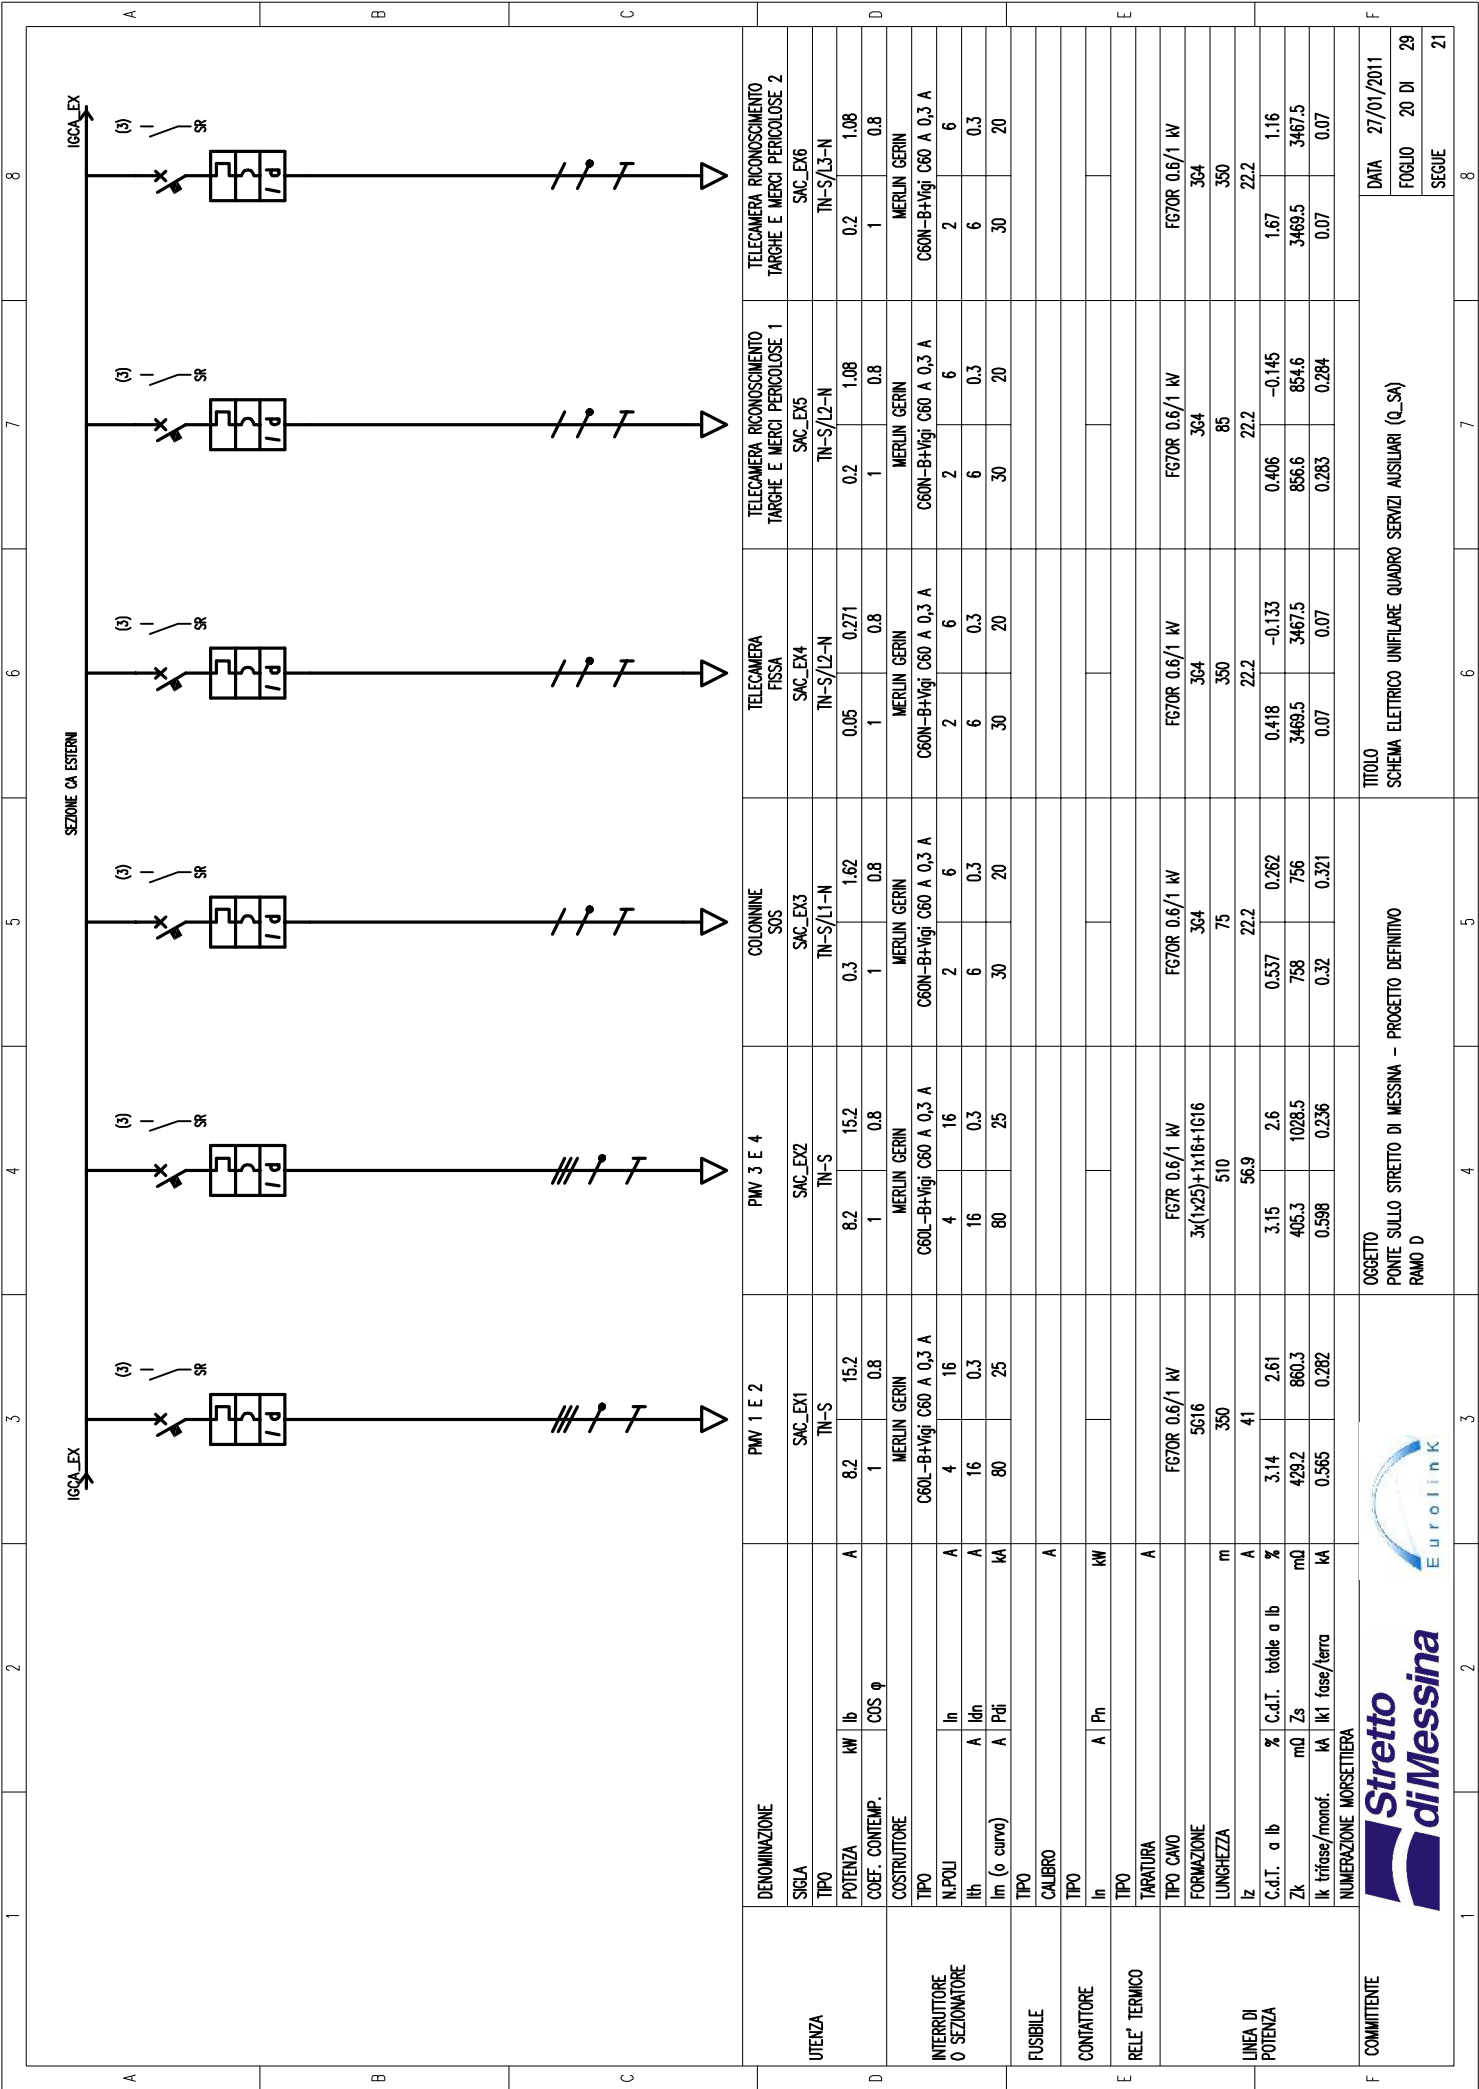 1 2 3 4 5 6 7 8
A
B
C
D
E
F
SEZIONE CA ESTERNI
IGCA_EX IGCA_EX
(3) (3) (3) (3) (3) (3)
SR SR SR SR SR SR
I d I d I d I d I d I d
UTENZA
DENOMINAZIONE PMV 1 E 2 PMV 3 E 4 COLONNINE SOS TELECAMERA FISSA TELECAMERA RICONOSCIMENTO TARGHE E MERCI PERICOLOSE 1 TELECAMERA RICONOSCIMENTO TARGHE E MERCI PERICOLOSE 2
SIGLA SAC_EX1 SAC_EX2 SAC_EX3 SAC_EX4 SAC_EX5 SAC_EX6
TIPO TN-S TN-S TN-S/L1-N TN-S/L2-N TN-S/L2-N TN-S/L3-N
POTENZA kW Ib A 8.2 15.2 8.2 15.2 0.3 1.62 0.05 0.271 0.2 1.08 0.2 1.08
COEF. CONTEMP. COS φ 1 0.8 1 0.8 1 0.8 1 0.8 1 0.8 1 0.8
INTERRUTTORE
O SEZIONATORE
COSTRUTTORE MERLIN GERIN MERLIN GERIN MERLIN GERIN MERLIN GERIN MERLIN GERIN MERLIN GERIN
TIPO C60L-B+Vigi C60 A 0,3 A C60L-B+Vigi C60 A 0,3 A C60N-B+Vigi C60 A 0,3 A C60N-B+Vigi C60 A 0,3 A C60N-B+Vigi C60 A 0,3 A C60N-B+Vigi C60 A 0,3 A
N.POLI In A 4 16 4 16 2 6 2 6 2 6 2 6
Ith A Idn A 16 0.3 16 0.3 6 0.3 6 0.3 6 0.3 6 0.3
Im (o curva) A Pdi kA 80 25 80 25 30 20 30 20 30 20 30 20
FUSIBILE
TIPO
CALIBRO A
CONTATTORE
TIPO
In A Pn kW
RELE' TERMICO
TIPO
TARATURA A
LINEA DI
POTENZA
TIPO CAVO FG7OR 0.6/1 kV FG7R 0.6/1 kV FG7OR 0.6/1 kV FG7OR 0.6/1 kV FG7OR 0.6/1 kV FG7OR 0.6/1 kV
FORMAZIONE 5G16 3x(1x25)+1x16+1G16 3G4 3G4 3G4 3G4
LUNGHEZZA m 350 510 75 350 85 350
Iz A 41 56.9 22.2 22.2 22.2 22.2
C.d.T. a Ib % C.d.T. totale a Ib % 3.14 2.61 3.15 2.6 0.537 0.262 0.418 -0.133 0.406 -0.145 1.67 1.16
Zk mΩ Zs mΩ 429.2 860.3 405.3 1028.5 758 756 3469.5 3467.5 856.6 854.6 3469.5 3467.5
Ik trifase/monof. kA Ik1 fase/terra kA 0.565 0.282 0.598 0.236 0.32 0.321 0.07 0.07 0.283 0.284 0.07 0.07
NUMERAZIONE MORSETTIERA
COMMITTENTE
Stretto
di Messina
Eurolink
OGGETTO
PONTE SULLO STRETTO DI MESSINA - PROGETTO DEFINITIVO
RAMO D
TITOLO
SCHEMA ELETTRICO UNIFILARE QUADRO SERVIZI AUSILIARI (Q_SA)
DATA 27/01/2011
FOGLIO 20 DI 29
SEGUE 21
1 2 3 4 5 6 7 8
A
B
C
D
E
F